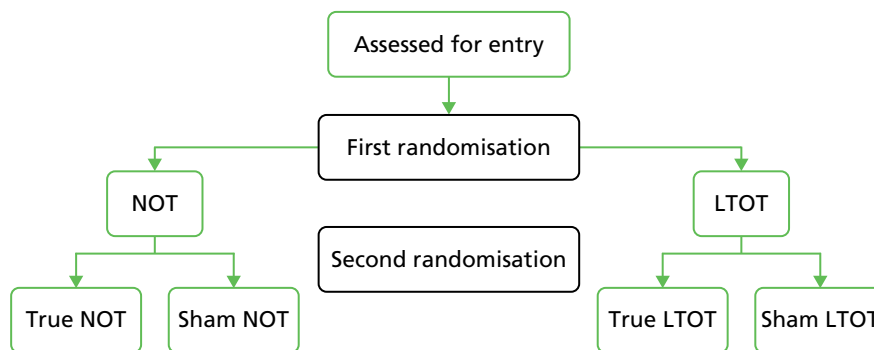 Assessed for entry
First randomisation
NOT
LTOT
Second randomisation
True NOT
Sham NOT
True LTOT
Sham LTOT